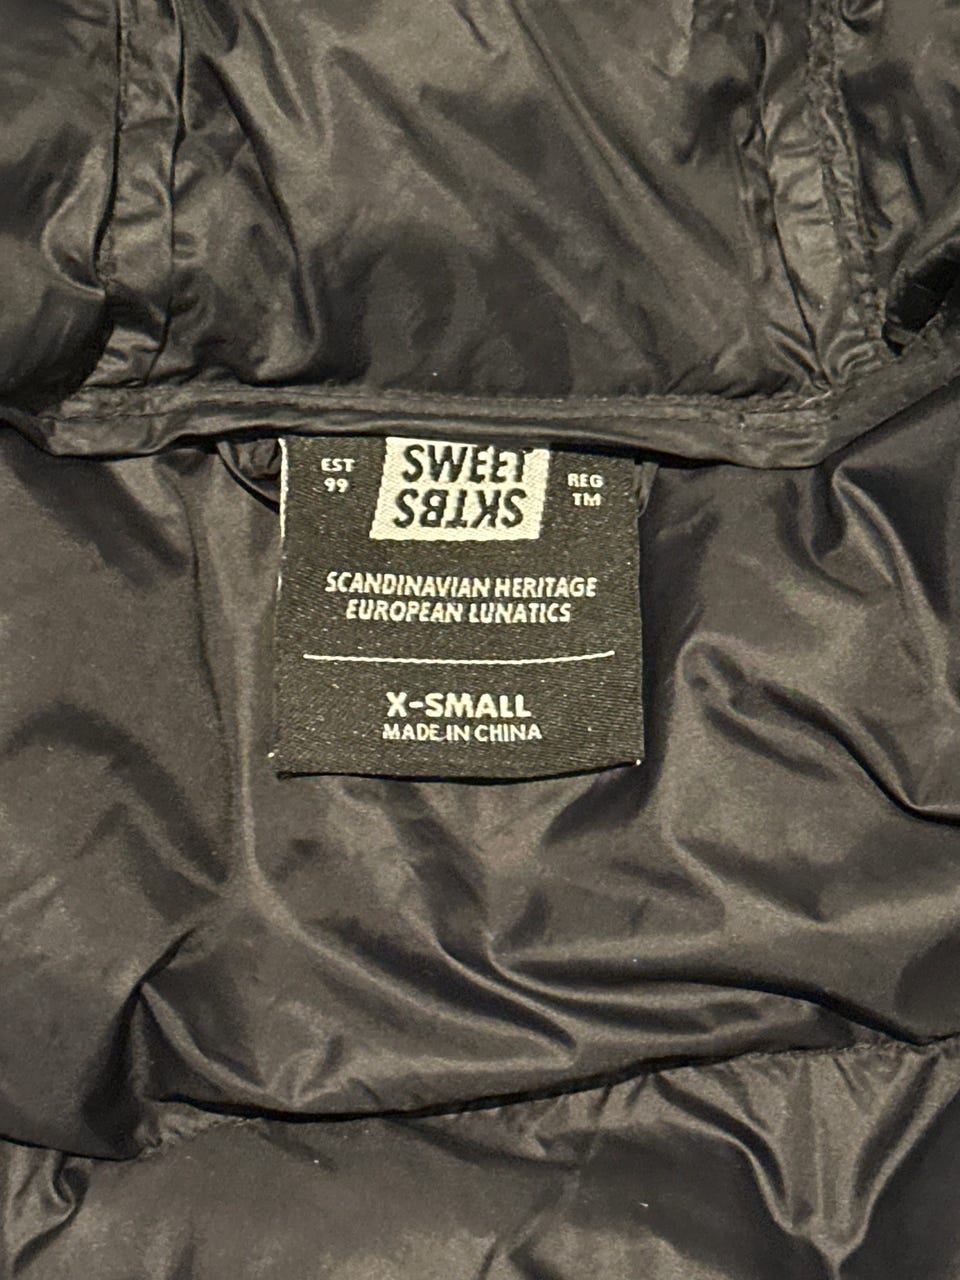 EST
99
SWEET
SKTBS
REG
TM
SCANDINAVIAN HERITAGE
EUROPEAN LUNATICS
X-SMALL
MADE IN CHINA